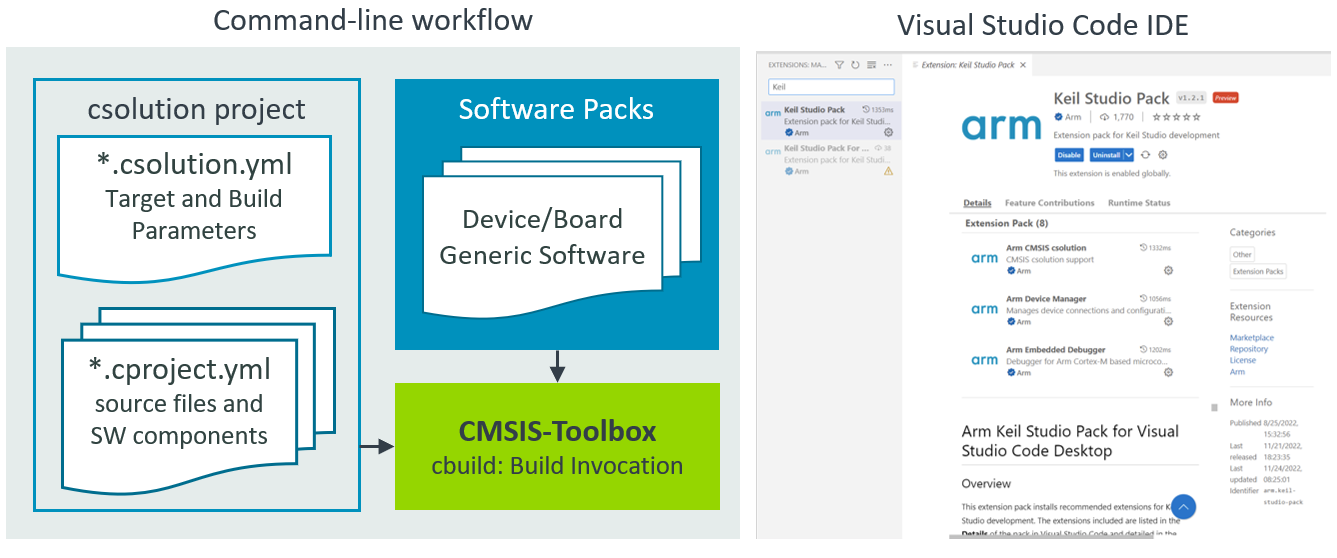 Command-line workflow
csolution project
*.csolution.yml
Target and Build
Parameters
*.cproject.yml
source files and
SW components
Software Packs
Device/Board
Generic Software
CMSIS-Toolbox
cbuild: Build Invocation
Visual Studio Code IDE
EXTENSIONS: MA...
Keil
arm
Keil Studio Pack 1353ms
Extension pack for Keil Studi...
Arm
arm
Keil Studio Pack For ... 38
Extension pack for Keil Studi...
Arm
Extension: Keil Studio Pack
arm
Keil Studio Pack v1.2.1 Preview
Arm 1,770
Extension pack for Keil Studio development
Disable Uninstall
This extension is enabled globally.
Details Feature Contributions Runtime Status
Extension Pack (8)
arm
Arm CMSIS csolution 1332ms
CMSIS csolution support
Arm
arm
Arm Device Manager 1056ms
Manages device connections and configurati...
Arm
arm
Arm Embedded Debugger 1202ms
Debugger for Arm Cortex-M based microco...
Arm
Arm Keil Studio Pack for Visual
Studio Code Desktop
Overview
This extension pack installs recommended extensions for K
Studio development. The extensions included are listed in the
Details of the pack in Visual Studio Code and detailed in the
Categories
Other
Extension Packs
Extension
Resources
Marketplace
Repository
License
Arm
More Info
Published 8/25/2022,
15:32:56
Last 11/21/2022,
released 18:23:35
Last 11/24/2022,
updated 08:25:01
Identifier arm.keil-
studio-pack